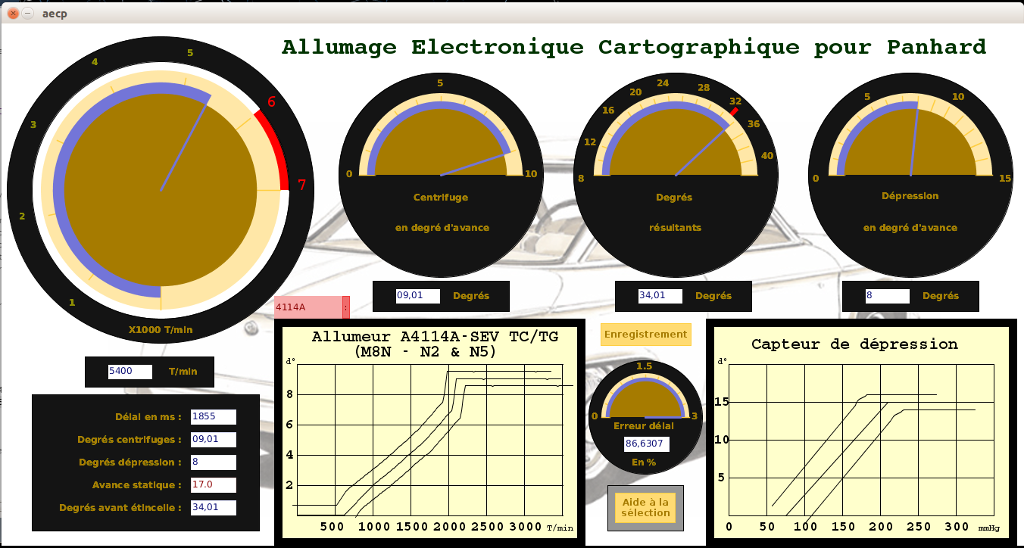 aecp
Allumage Electronique Cartographique pour Panhard
1
2
3
4
5
6
7
X1000 T/min
5400 T/min
0
5
10
Centrifuge
en degré d'avance
09,01 Degrés
8
12
16
20
24
28
32
36
40
Degrés
résultants
34,01 Degrés
0
5
10
15
Dépression
en degré d'avance
8 Degrés
4114A
Délai en ms : 1855
Degrés centrifuges : 09,01
Degrés dépression : 8
Avance statique : 17.0
Degrés avant étincelle : 34,01
Allumeur A4114A-SEV TC/TG
(M8N - N2 & N5)
d°
8
6
4
2
500 1000 1500 2000 2500 3000 T/min
Enregistrement
1.5
0
3
Erreur délai
86,6307
En %
Aide à la
sélection
Capteur de dépression
d°
15
10
5
0 50 100 150 200 250 300 mmHg